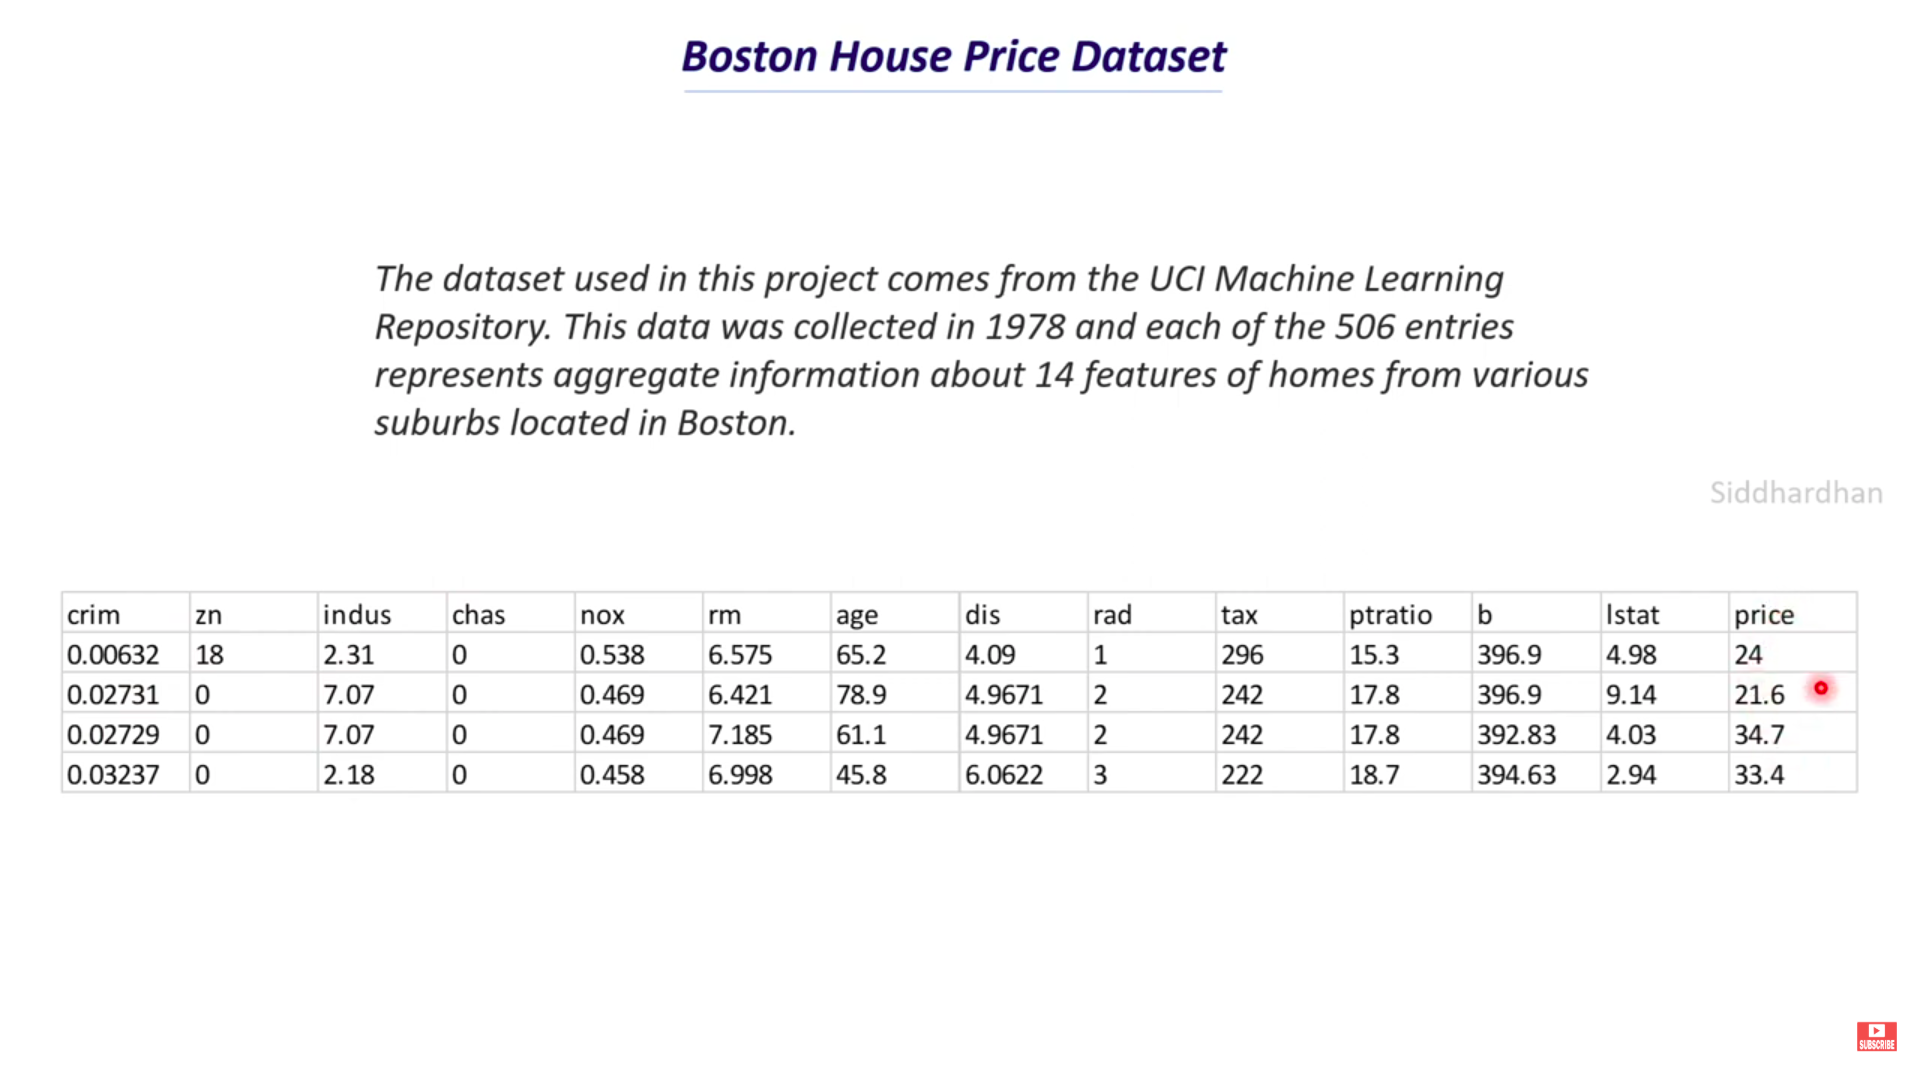 Boston House Price Dataset
The dataset used in this project comes from the UCI Machine Learning
Repository. This data was collected in 1978 and each of the 506 entries
represents aggregate information about 14 features of homes from various
suburbs located in Boston.
Siddhardhan
crim zn indus chas nox rm age dis rad tax ptratio b lstat price
0.00632 18 2.31 0 0.538 6.575 65.2 4.09 1 296 15.3 396.9 4.98 24
0.02731 0 7.07 0 0.469 6.421 78.9 4.9671 2 242 17.8 396.9 9.14 21.6
0.02729 0 7.07 0 0.469 7.185 61.1 4.9671 2 242 17.8 392.83 4.03 34.7
0.03237 0 2.18 0 0.458 6.998 45.8 6.0622 3 222 18.7 394.63 2.94 33.4
SUBSCRIBE